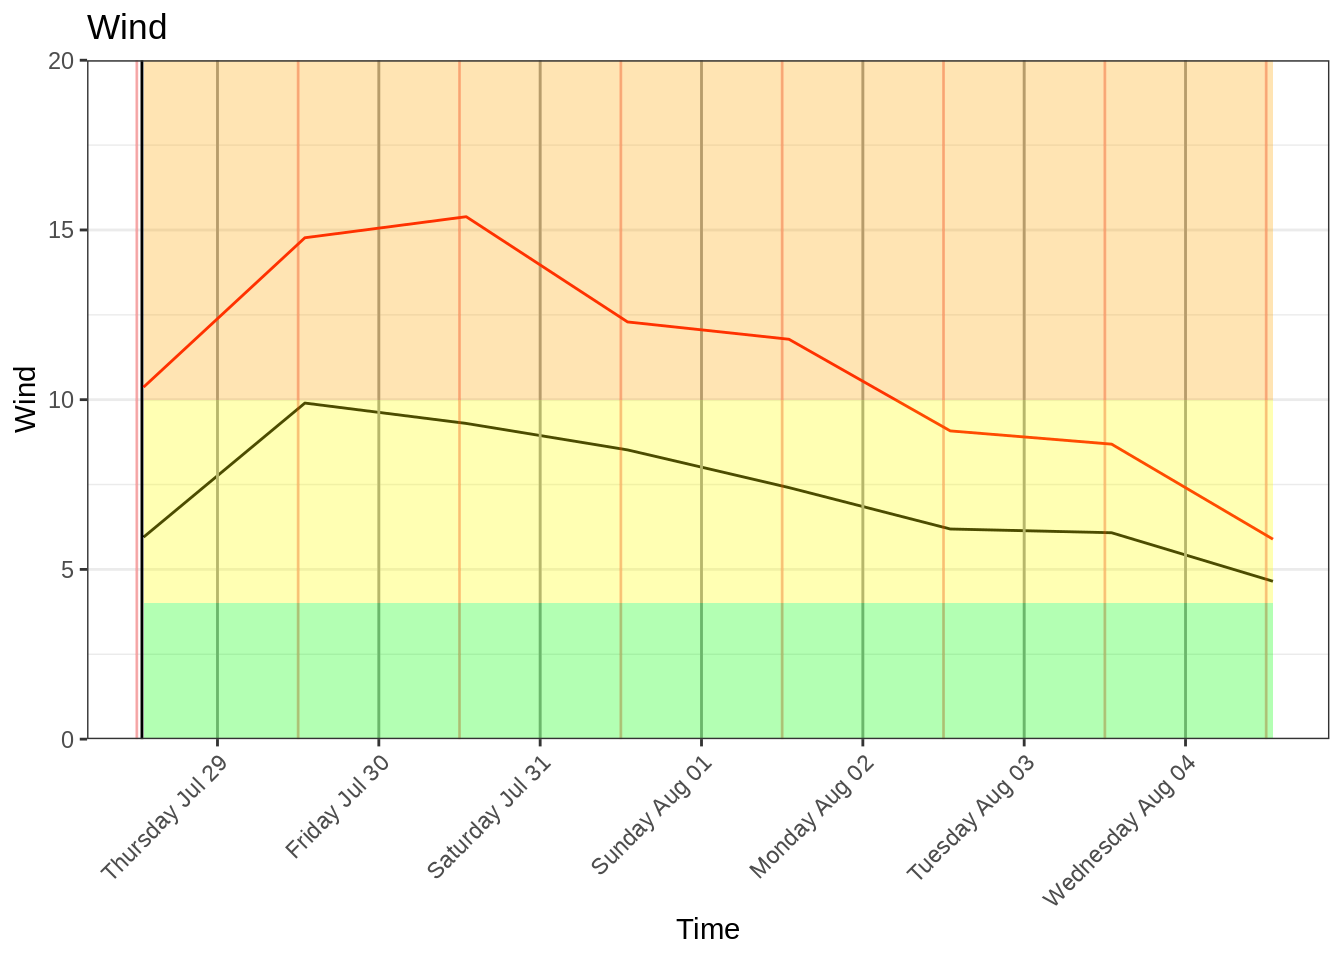 Wind
20
15
10
5
0
Wind
Thursday Jul 29
Friday Jul 30
Saturday Jul 31
Sunday Aug 01
Monday Aug 02
Tuesday Aug 03
Wednesday Aug 04
Time